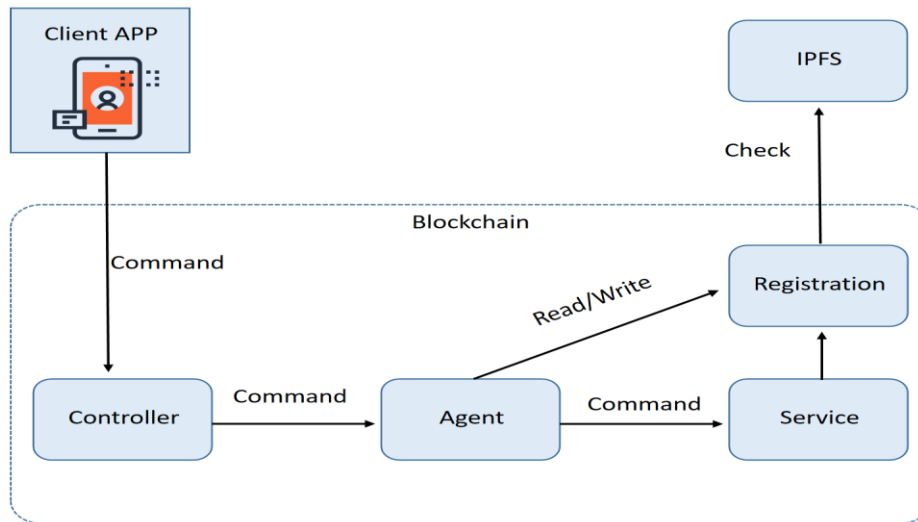 Client APP
IPFS
Check
Blockchain
Command
Read/Write
Registration
Command
Command
Controller
Agent
Service